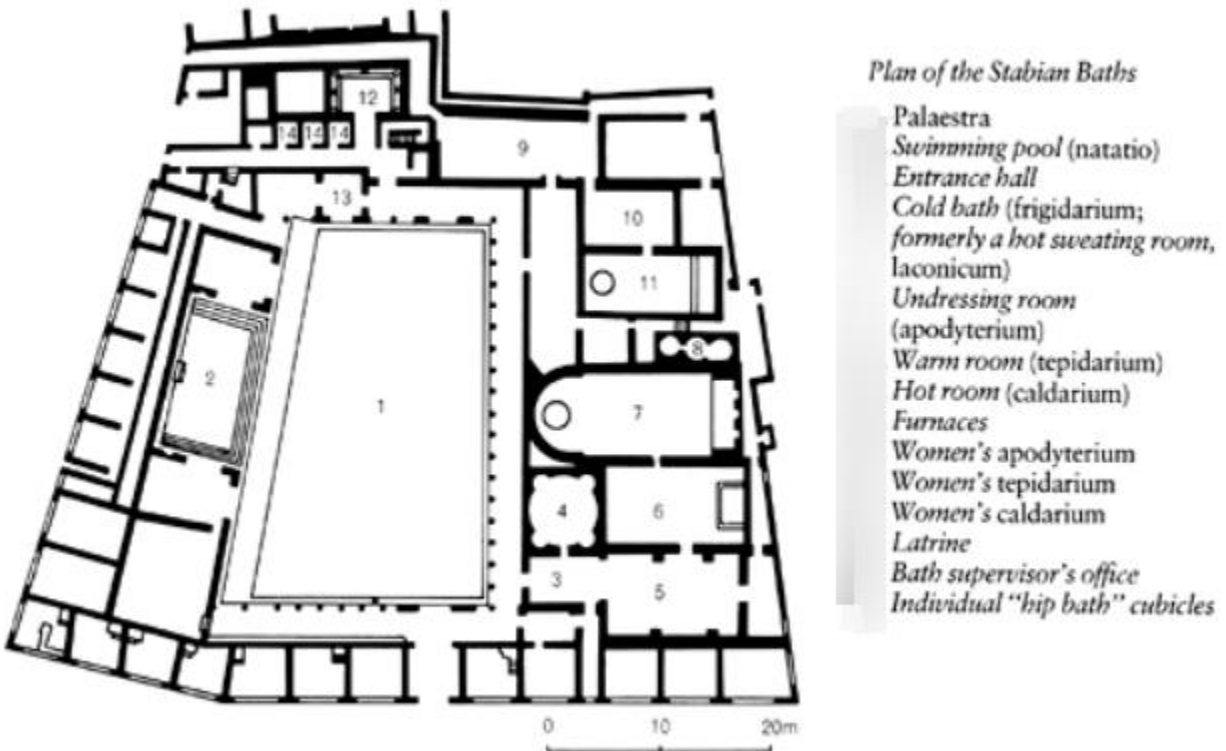 Plan of the Stabian Baths
Palaestra
Swimming pool (natatio)
Entrance hall
Cold bath (frigidarium;
formerly a hot sweating room,
laconicum)
Undressing room
(apodyterium)
Warm room (tepidarium)
Hot room (caldarium)
Furnaces
Women's apodyterium
Women's tepidarium
Women's caldarium
Latrine
Bath supervisor's office
Individual "hip bath" cubicles
12
14 14 14
9
13
10
11
8
2
1
7
4
6
3
5
0 10 20m